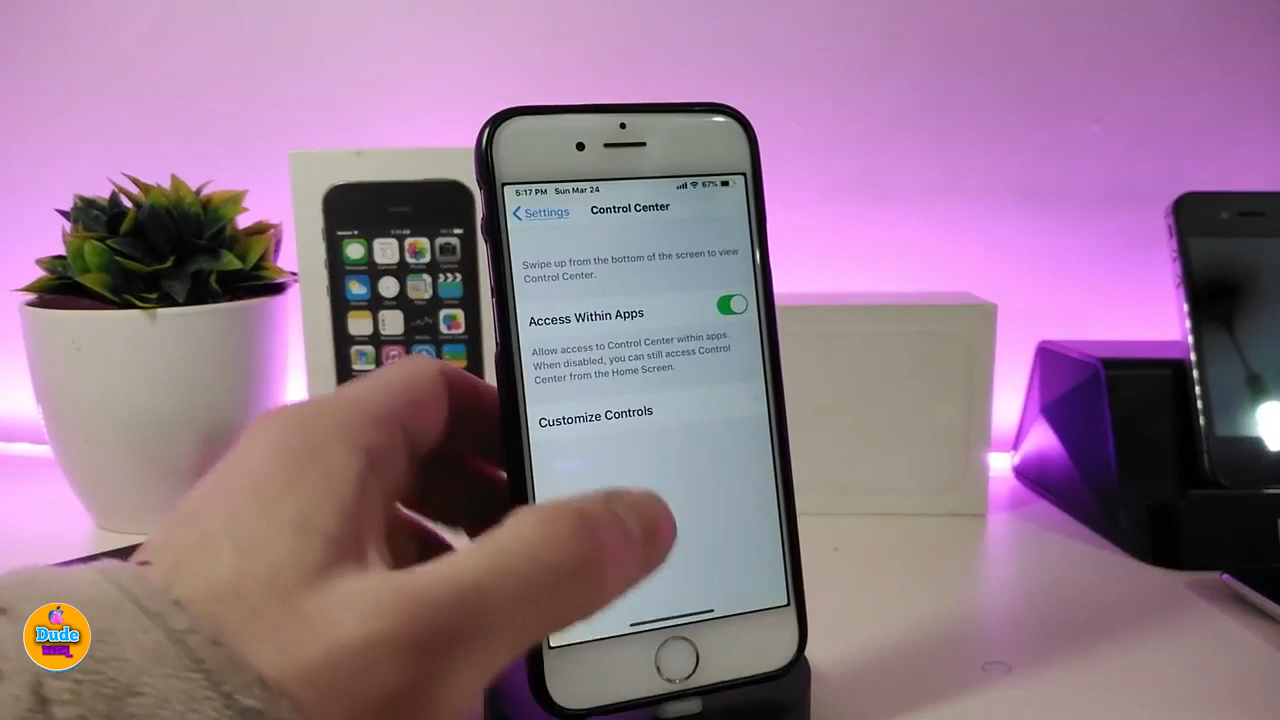 5:17 PM Sun Mar 24 67%
Settings Control Center
Swipe up from the bottom of the screen to view
Control Center.
Access Within Apps
Allow access to Control Center within apps.
When disabled, you can still access Control
Center from the Home Screen.
Customize Controls
Dude